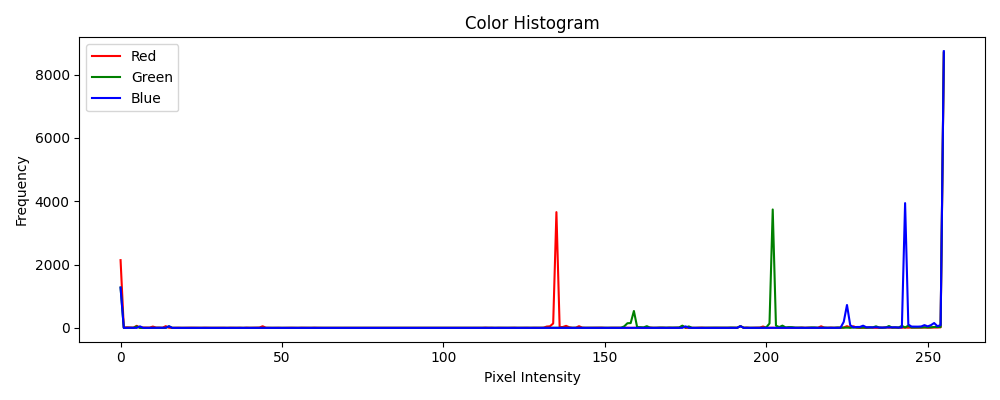 Color Histogram
Red
Green
Blue
Frequency
8000
6000
4000
2000
0
0 50 100 150 200 250
Pixel Intensity